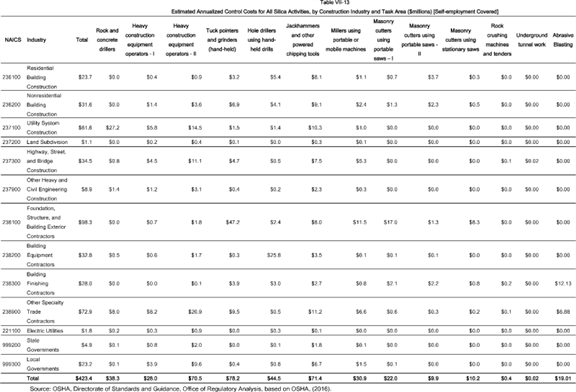 Table VII-13
Estimated Annualized Control Costs for All Silica Activities, by Construction Industry and Task Area ($millions) [Self-employment Covered]
NAICS Industry Total Rock and concrete drillers Heavy construction equipment operators - I Heavy construction equipment operators - II Tuck pointers and grinders (hand-held) Hole drillers using hand-held drills Jackhammers and other powered chipping tools Millers using portable or mobile machines Masonry cutters using portable saws – I Masonry cutters using portable saws - II Masonry cutters using stationary saws Rock crushing machines and tenders Underground tunnel work Abrasive Blasting
236100 Residential Building Construction $23.7 $0.0 $0.4 $0.9 $3.2 $5.4 $8.1 $1.1 $0.7 $3.7 $0.3 $0.0 $0.00 $0.00
236200 Nonresidential Building Construction $31.6 $0.0 $1.4 $3.6 $4.1 $9.1 $2.4 $1.3 $2.3 $0.5 $0.0 $0.00 $0.00
237100 Utility System Construction $61.8 $27.2 $5.8 $14.5 $1.5 $1.4 $10.3 $1.0 $0.0 $0.0 $0.0 $0.00 $0.00
237200 Land Subdivision $1.1 $0.0 $0.2 $0.4 $0.1 $0.0 $0.3 $0.1 $0.0 $0.0 $0.0 $0.0 $0.00 $0.00
237300 Highway, Street, and Bridge Construction $34.5 $0.8 $4.5 $11.1 $4.7 $0.5 $7.5 $5.3 $0.0 $0.0 $0.1 $0.02 $0.00
237900 Other Heavy and Civil Engineering Construction $8.9 $1.4 $1.2 $3.1 $0.4 $0.2 $2.3 $0.3 $0.0 $0.0 $0.0 $0.00 $0.00
238100 Foundation, Structure, and Building Exterior Contractors $0.0 $0.7 $1.8 $47.2 $2.4 $11.5 $17.0 $1.3 $8.3 $0.0 $0.00 $0.00
238200 Building Equipment Contractors $32.8 $0.5 $0.6 $1.7 $0.3 $25.8 $3.5 $0.1 $0.1 $0.1 $0.0 $0.0 $0.00 $0.00
238300 Building Finishing Contractors $28.0 $0.0 $0.0 $0.1 $3.9 $3.0 $2.7 $2.1 $2.2 $0.8 $0.2 $0.00 $12.13
238900 Other Specialty Trade Contractors $72.9 $8.0 $8.2 $20.9 $9.5 $0.5 $11.2 $6.6 $0.3 $0.2 $0.1 $0.00 $6.88
221100 Electric Utilities $1.8 $0.2 $0.3 $0.9 $0.0 $0.0 $0.3 $0.0 $0.0 $0.0 $0.0 $0.0 $0.00 $0.00
999200 State Governments $4.9 $0.1 $0.8 $2.0 $0.0 $0.1 $1.8 $0.1 $0.0 $0.0 $0.0 $0.00 $0.00
999300 Local Governments $23.2 $0.1 $3.9 $9.6 $0.4 $0.8 $6.7 $1.5 $0.1 $0.0 $0.0 $0.0 $0.00 $0.00
Total $423.4 $38.3 $28.0 $70.5 $78.2 $44.5 $71.4 $30.9 $22.0 $9.9 $10.2 $0.4 $0.02 $19.01
Source: OSHA, Directorate of Standards and Guidance, Office of Regulatory Analysis, based on OSHA, (2016).